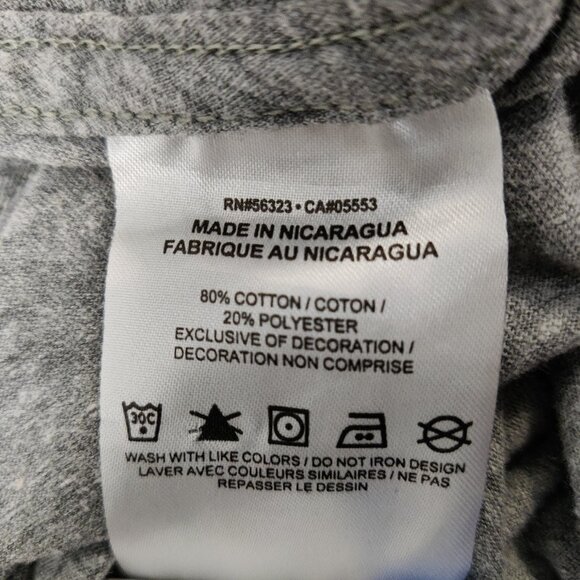 RN#56323 • CA#05553
MADE IN NICARAGUA
FABRIQUE AU NICARAGUA
80% COTTON / COTON /
20% POLYESTER
EXCLUSIVE OF DECORATION /
DECORATION NON COMPRISE
30C
WASH WITH LIKE COLORS / DO NOT IRON DESIGN
LAVER AVEC COULEURS SIMILAIRES / NE PAS
REPASSER LE DESSIN